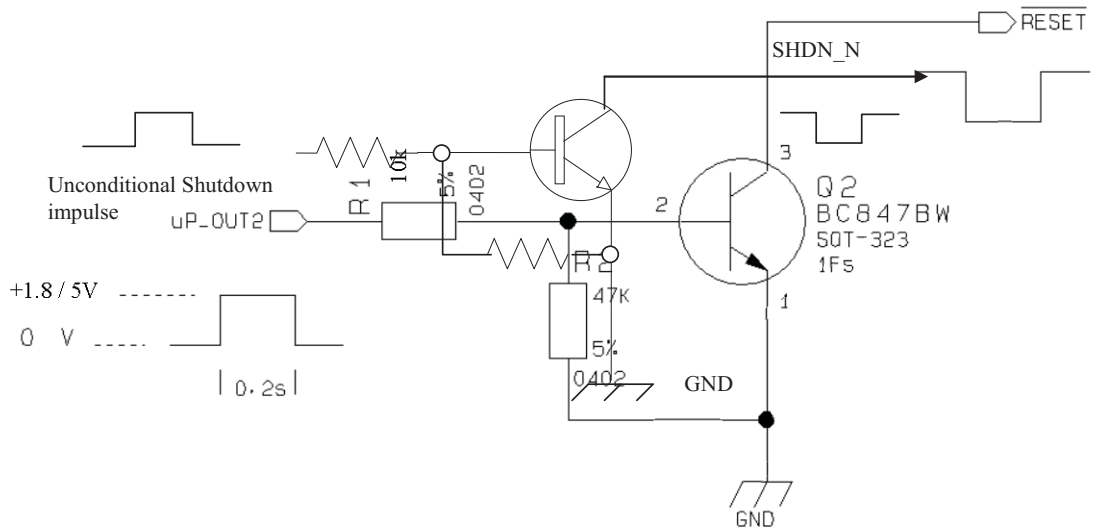 RESET
SHDN_N
Unconditional Shutdown
impulse
R1
10k
5%
0402
uP_OUT2
2
3
1
Q2
BC847BW
SOT-323
1Fs
R2
47K
5%
0402
+1.8 / 5V
0 V
0.2s
GND
GND